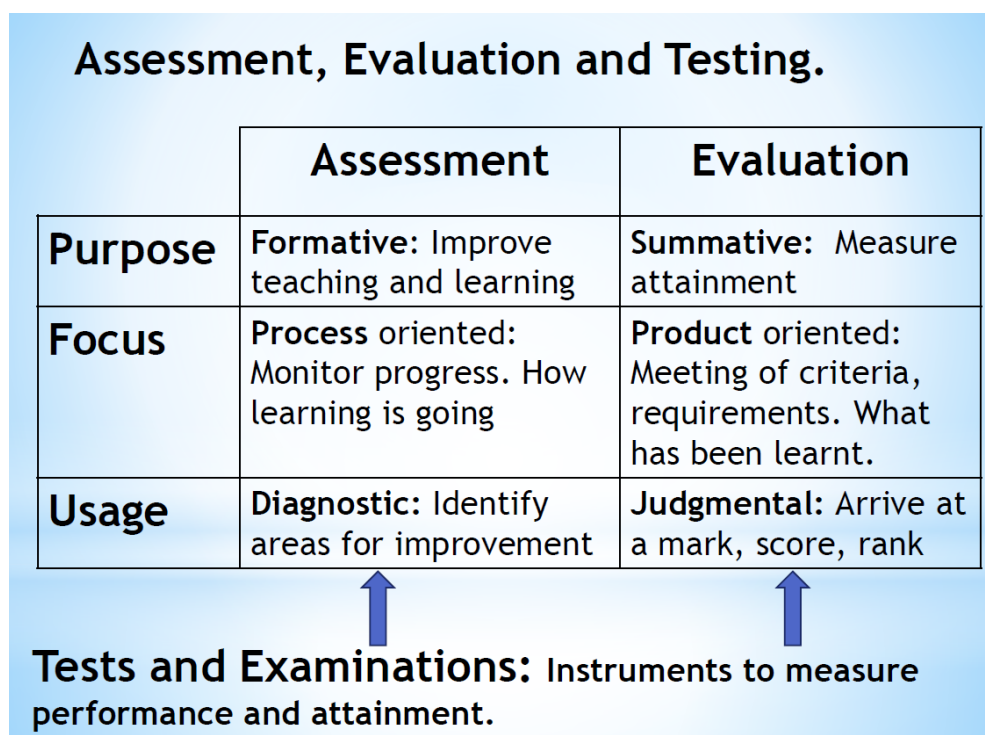 Assessment, Evaluation and Testing.
Assessment
Evaluation
Purpose
Formative: Improve
teaching and learning
Summative: Measure
attainment
Focus
Process oriented:
Monitor progress. How
learning is going
Product oriented:
Meeting of criteria,
requirements. What
has been learnt.
Usage
Diagnostic: Identify
areas for improvement
Judgmental: Arrive at
a mark, score, rank
Tests and Examinations: Instruments to measure
performance and attainment.